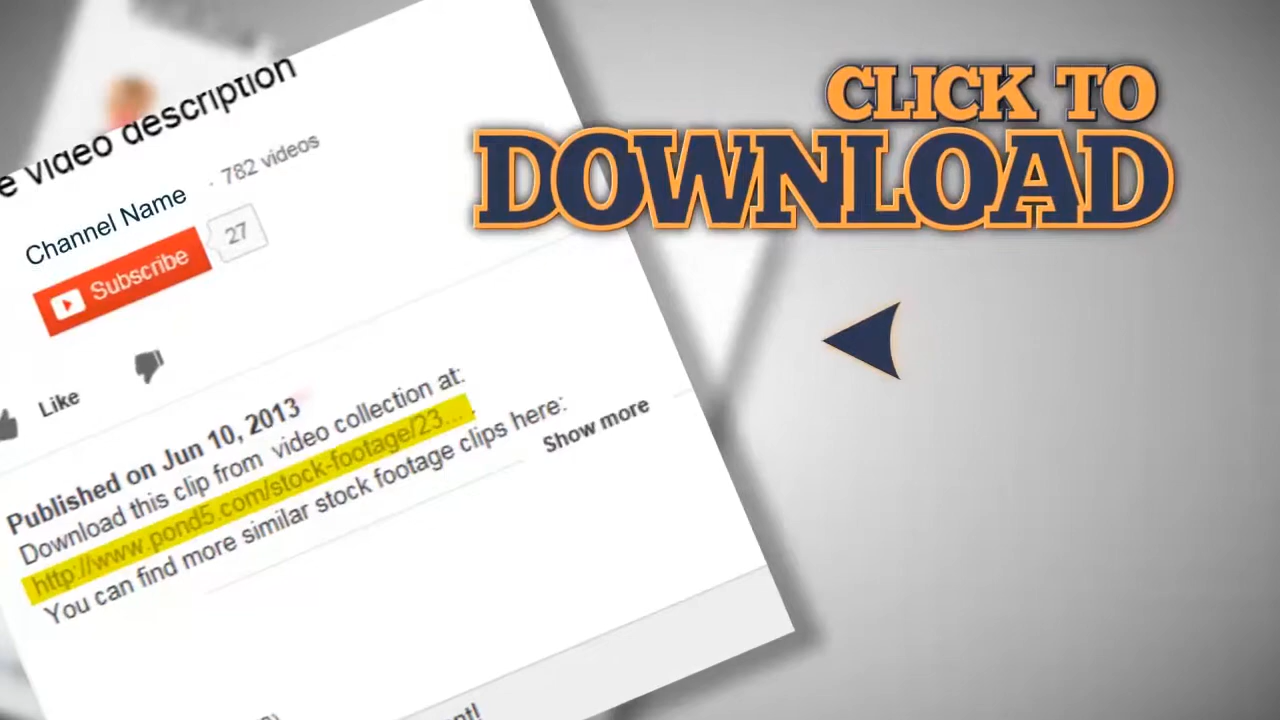 CLICK TO
DOWNLOAD
e video description
Channel Name · 782 videos
Subscribe 27
Like
Published on Jun 10, 2013
Download this clip from video collection at:
http://www.pond5.com/stock-footage/23... .
You can find more similar stock footage clips here:
Show more